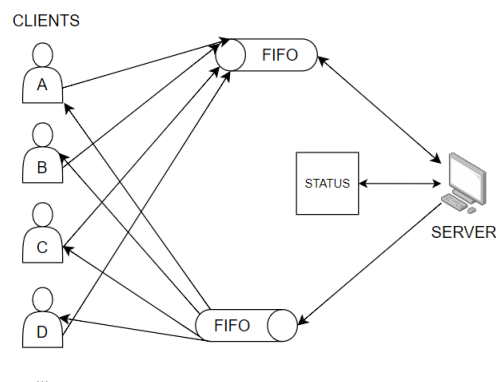 CLIENTS
FIFO
A
B
STATUS
SERVER
C
FIFO
D
...